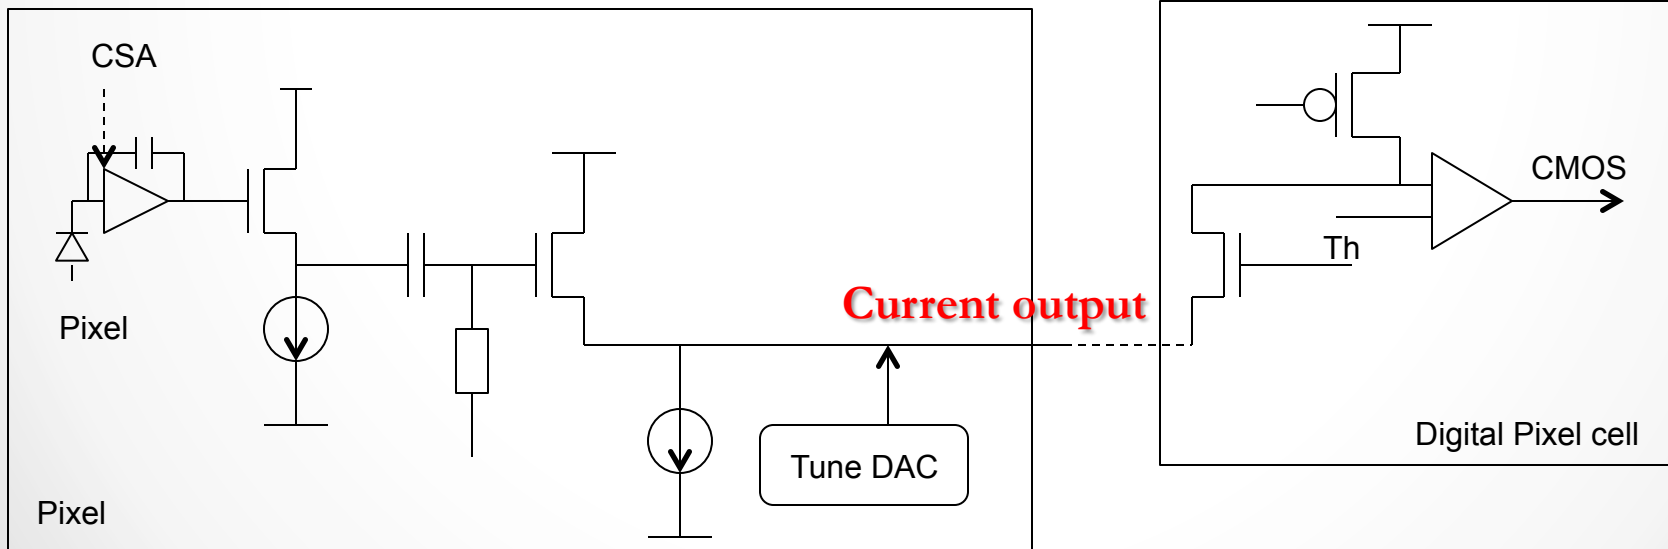 CSA
CMOS
Th
Current output
Pixel
Digital Pixel cell
Tune DAC
Pixel